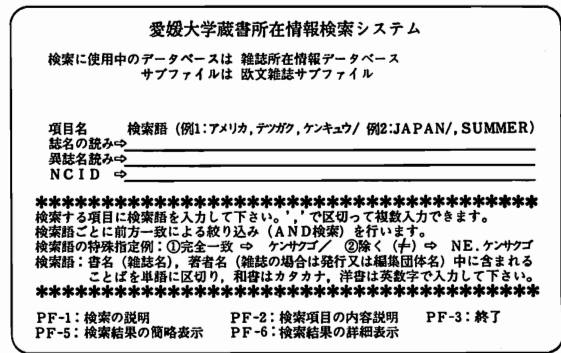 愛媛大学蔵書所在情報検索システム
検索に使用中のデータベースは 雑誌所在情報データベース
サブファイルは 欧文雑誌サブファイル
項目名 検索語 (例1:アメリカ,テツガク,ケンキュウ/ 例2:JAPAN/,SUMMER)
誌名の読み⇨
異誌名読み⇨
NCID ⇨
************************************************
検索する項目に検索語を入力して下さい。','で区切って複数入力できます。
検索語ごとに前方一致による絞り込み (AND検索) を行います。
検索語の特殊指定例:①完全一致 ⇨ ケンサクゴ/ ②除く (≠) ⇨ NE.ケンサクゴ
検索語:書名 (雑誌名), 著者名 (雑誌の場合は発行又は編集団体名) 中に含まれる
ことばを単語に区切り, 和書はカタカナ, 洋書は英数字で入力して下さい。
************************************************
PF-1:検索の説明 PF-2:検索項目の内容説明 PF-3:終了
PF-5:検索結果の簡略表示 PF-6:検索結果の詳細表示